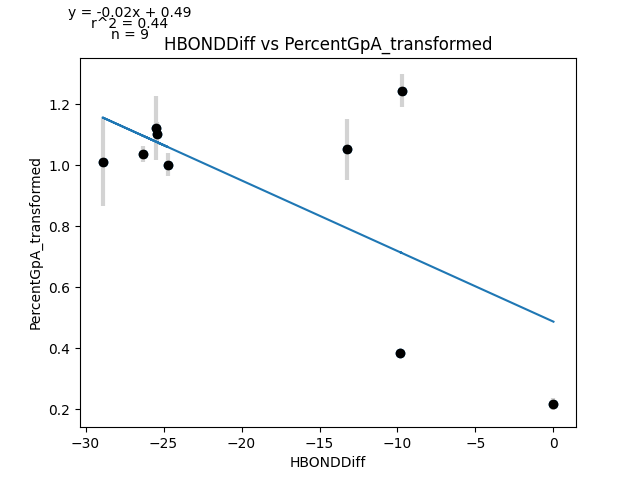 y = -0.02x + 0.49
r^2 = 0.44
n = 9
HBONDDiff vs PercentGpA_transformed
PercentGpA_transformed
1.2
1.0
0.8
0.6
0.4
0.2
−30 −25 −20 −15 −10 −5 0
HBONDDiff